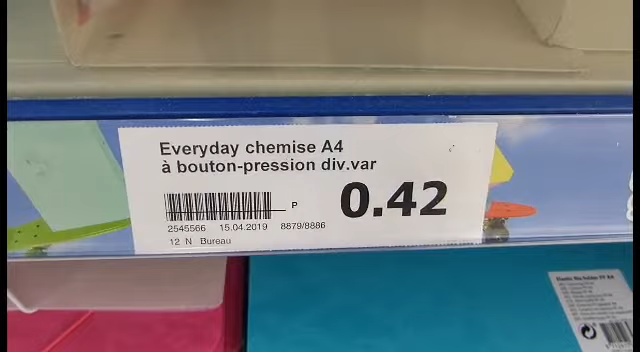 Everyday chemise A4
à bouton-pression div.var
0.42
P
2545566 15.04.2019 8879/8886
12 N Bureau